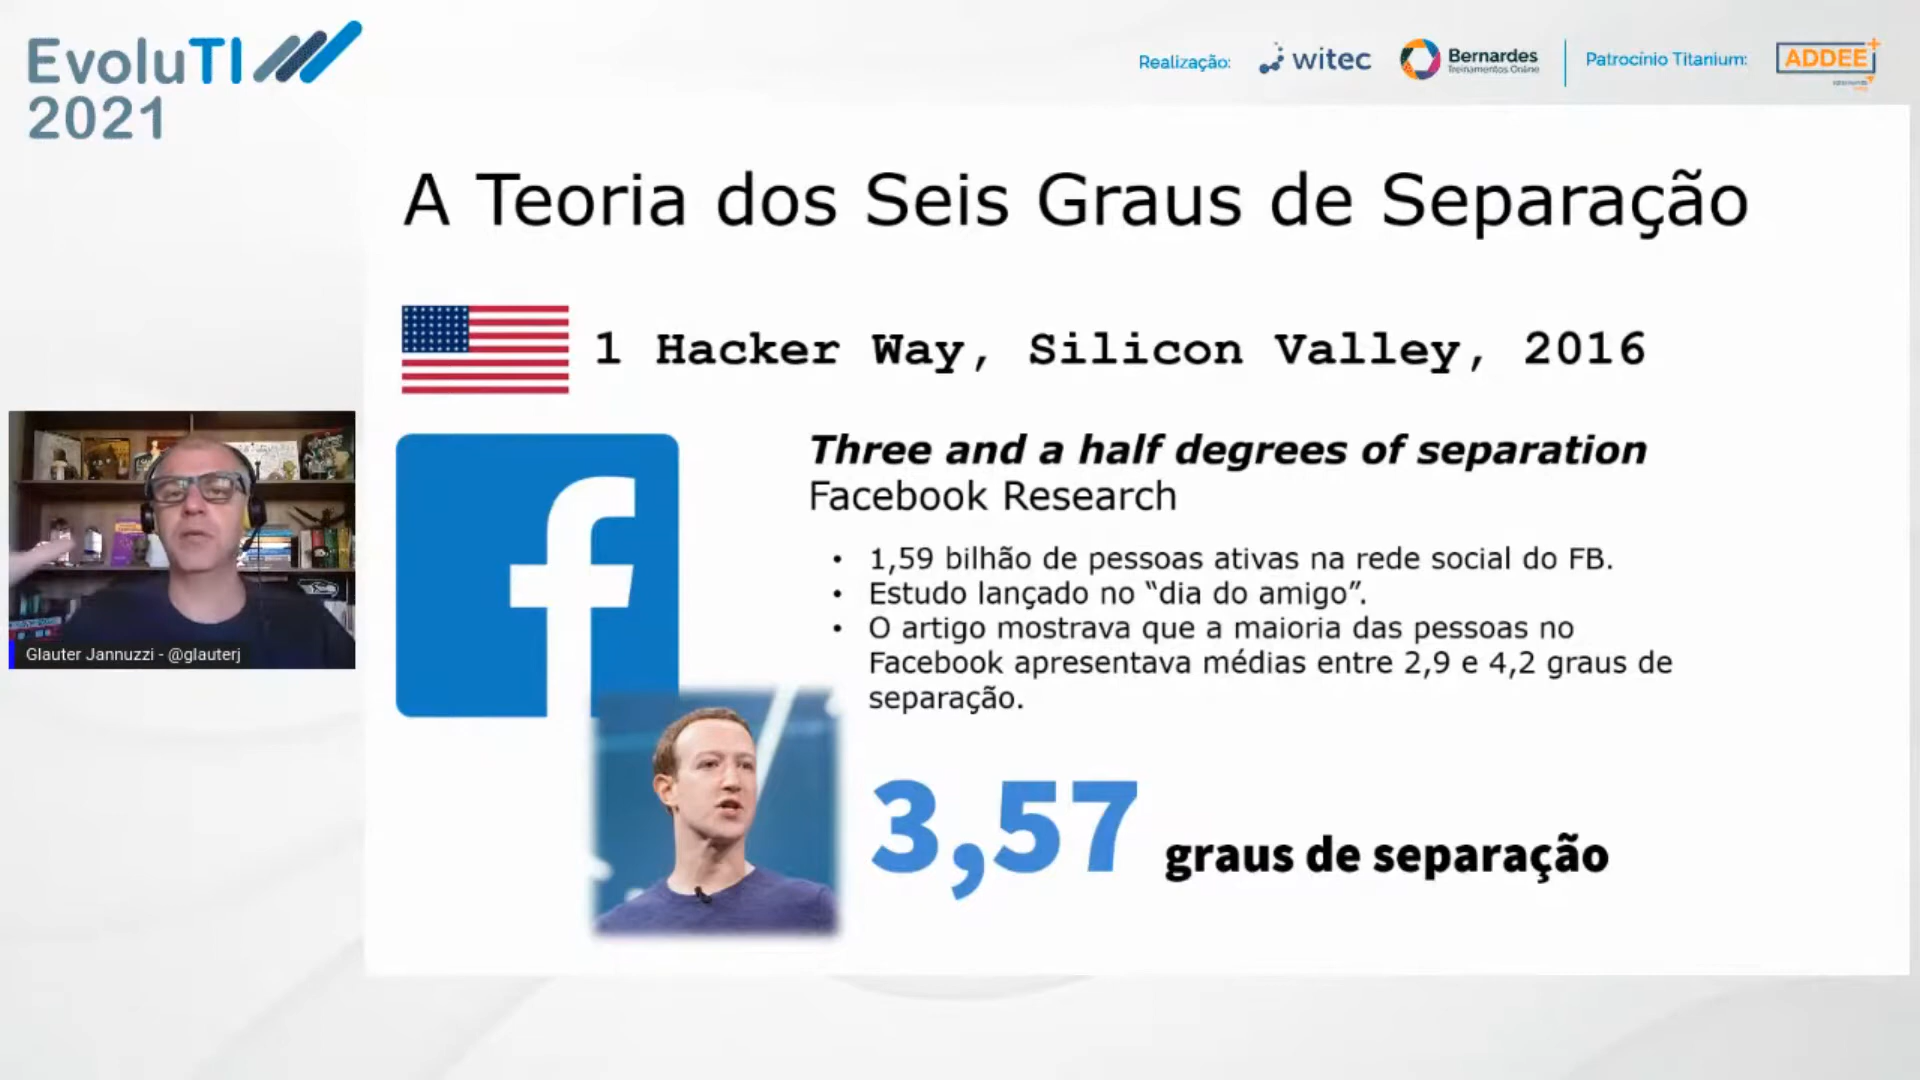 EvoluTI
2021
Realização:
witec
Bernardes
Treinamentos Online
Patrocínio Titanium:
ADDEE
A Teoria dos Seis Graus de Separação
1 Hacker Way, Silicon Valley, 2016
Three and a half degrees of separation
Facebook Research
• 1,59 bilhão de pessoas ativas na rede social do FB.
• Estudo lançado no “dia do amigo”.
• O artigo mostrava que a maioria das pessoas no
Facebook apresentava médias entre 2,9 e 4,2 graus de
separação.
3,57 graus de separação
Glauter Jannuzzi - @glauterj